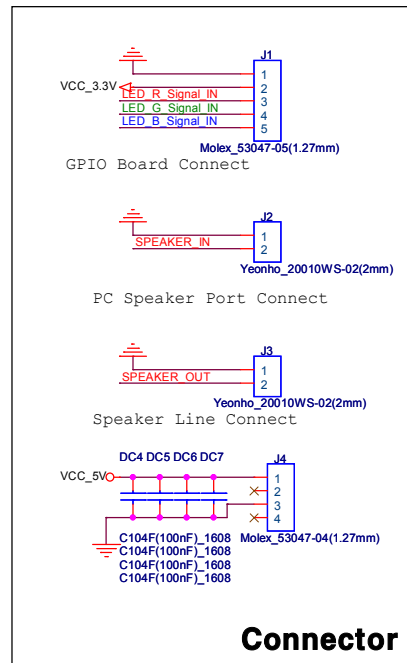 J1
1
VCC_3.3V
2
LED_R_Signal_IN
3
LED_G_Signal_IN
4
LED_B_Signal_IN
5
Molex_53047-05(1.27mm)
GPIO Board Connect
J2
1
SPEAKER_IN
2
Yeonho_20010WS-02(2mm)
PC Speaker Port Connect
J3
1
SPEAKER_OUT
2
Yeonho_20010WS-02(2mm)
Speaker Line Connect
DC4 DC5 DC6 DC7
J4
VCC_5V
1
2
3
4
C104F(100nF)_1608
Molex_53047-04(1.27mm)
C104F(100nF)_1608
C104F(100nF)_1608
C104F(100nF)_1608
Connector